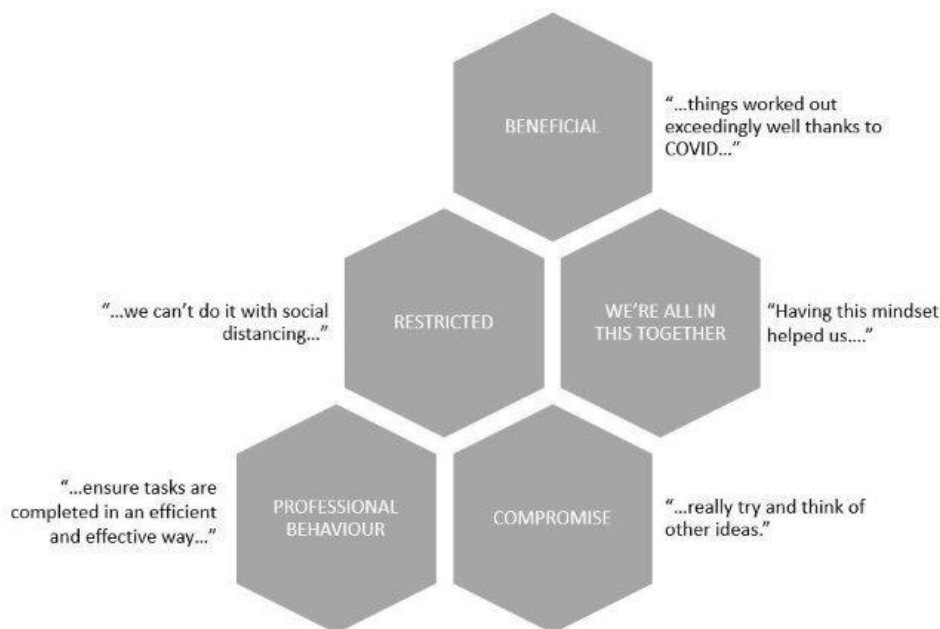 BENEFICIAL
“...things worked out
exceedingly well thanks to
COVID...”
“...we can’t do it with social
distancing...”
RESTRICTED
WE’RE ALL IN
THIS TOGETHER
“Having this mindset
helped us....”
“...ensure tasks are
completed in an efficient
and effective way...”
PROFESSIONAL
BEHAVIOUR
COMPROMISE
“...really try and think of
other ideas.”